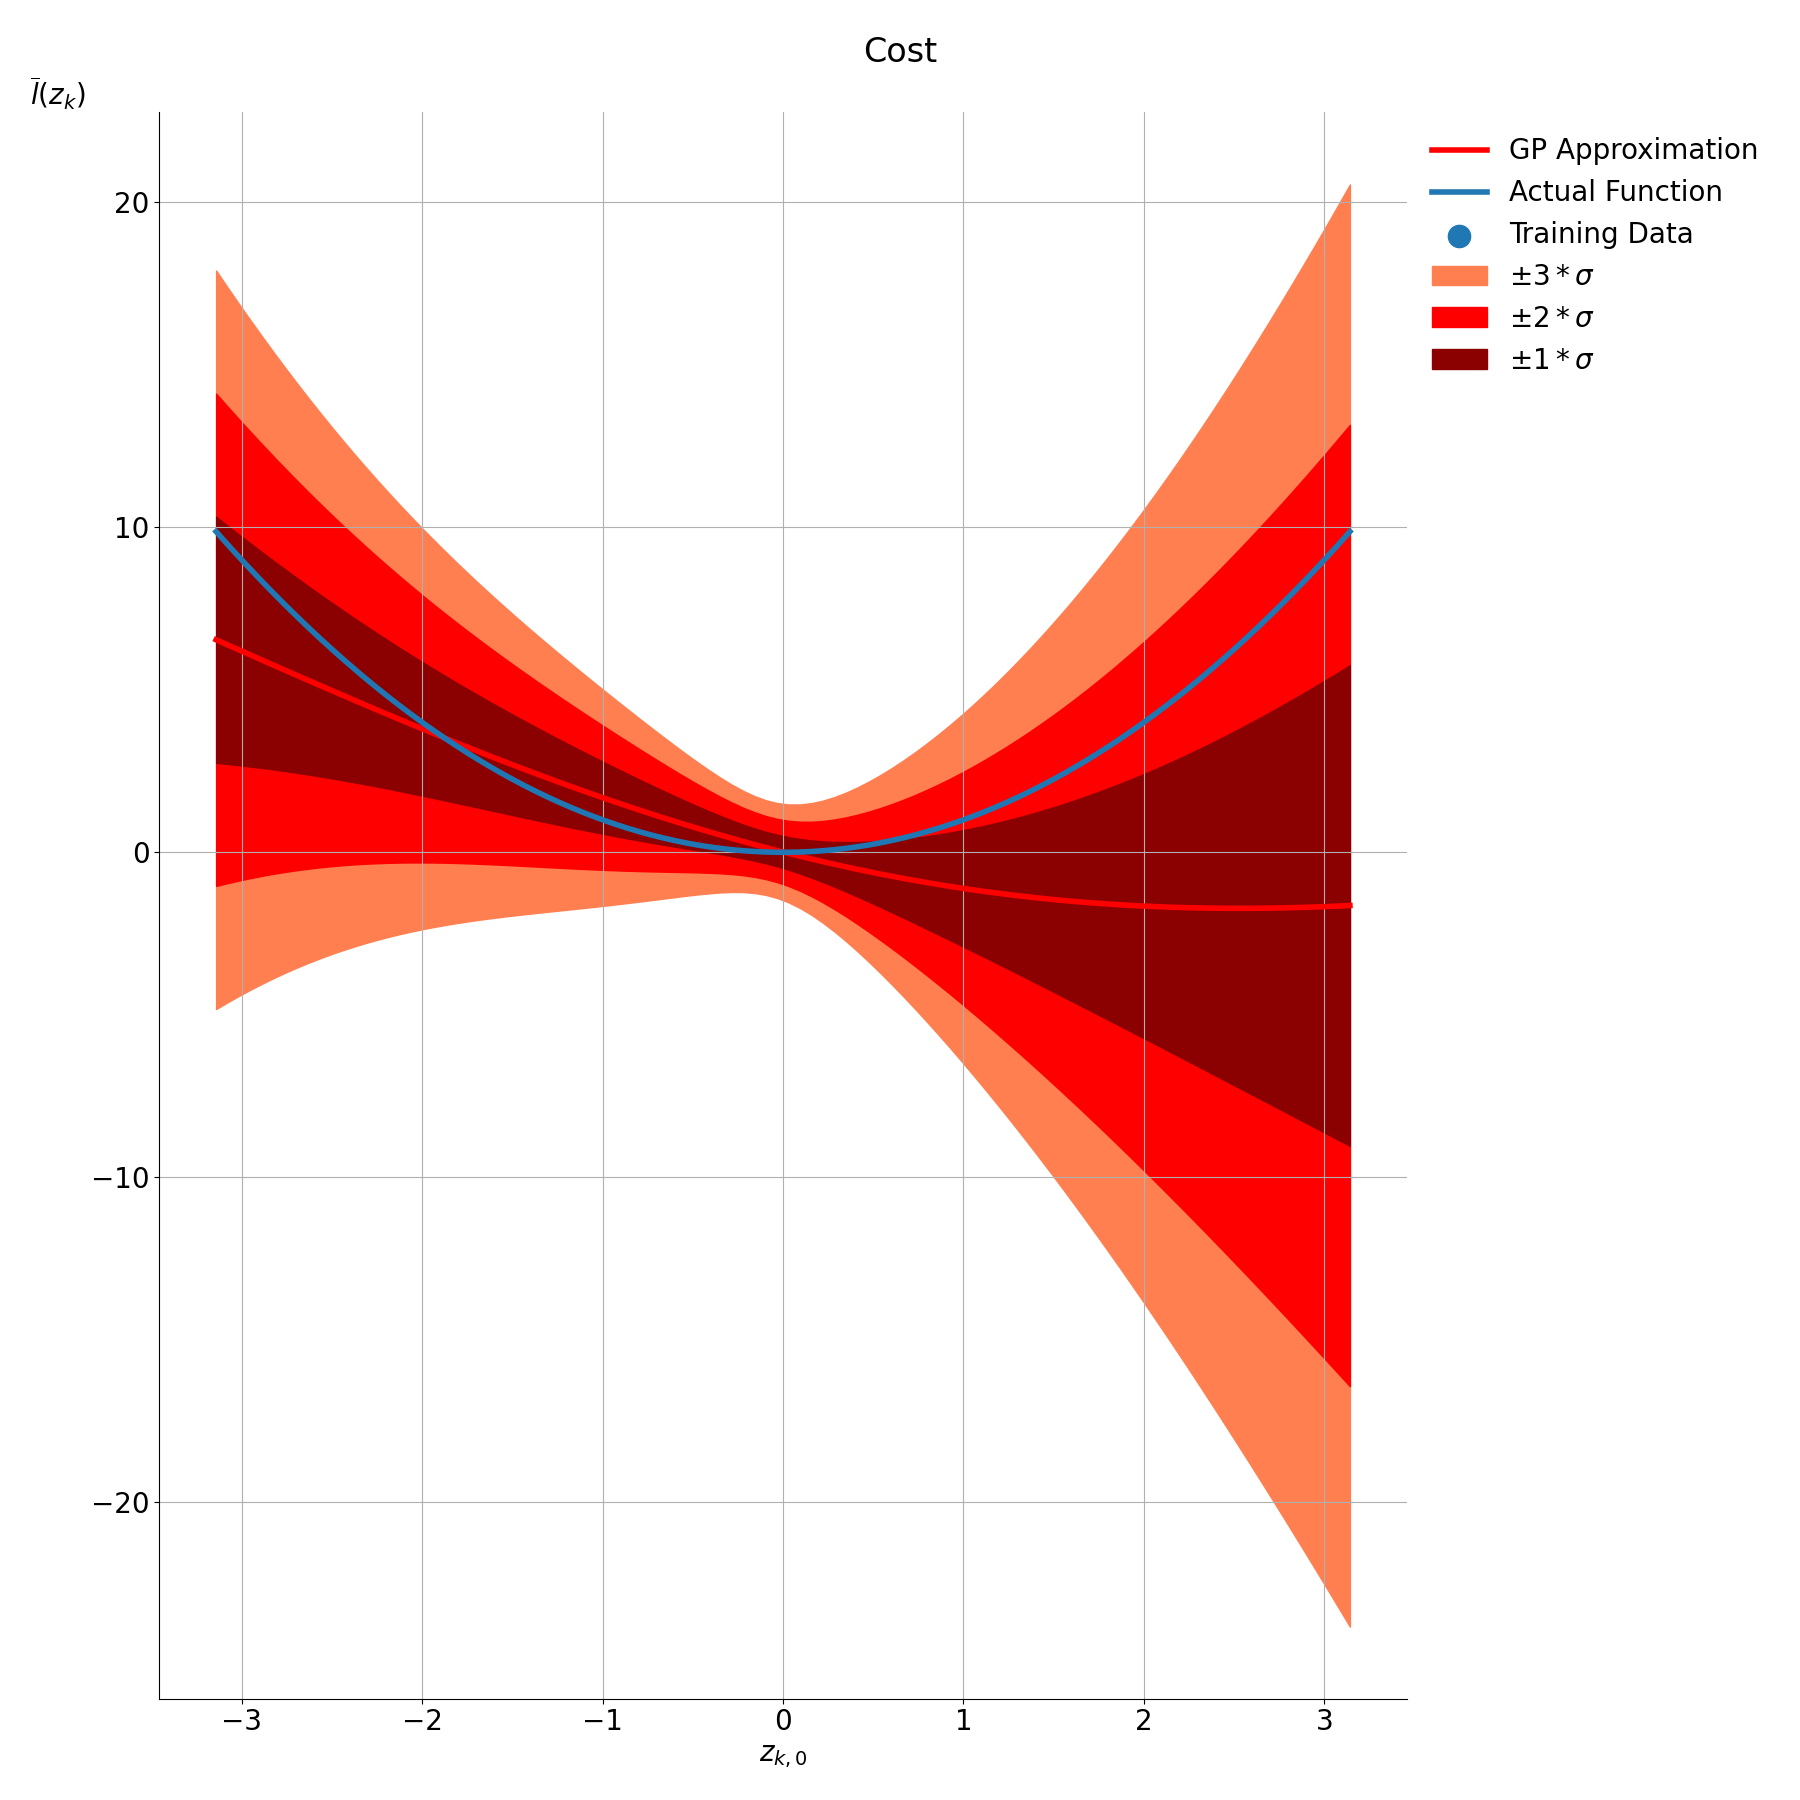 Cost
l̄(z_k)
GP Approximation
Actual Function
Training Data
±3 * σ
±2 * σ
±1 * σ
20
10
0
−10
−20
−3 −2 −1 0 1 2 3
z_{k,0}